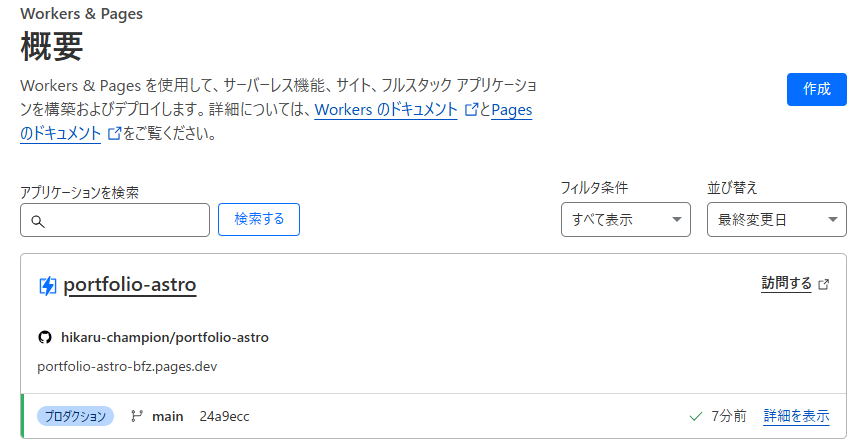 Workers & Pages
概要
Workers & Pages を使用して、サーバーレス機能、サイト、フルスタック アプリケーショ
ンを構築およびデプロイします。詳細については、Workers のドキュメント とPages
のドキュメント をご覧ください。
作成
アプリケーションを検索
検索する
フィルタ条件
すべて表示
並び替え
最終変更日
portfolio-astro
訪問する
hikaru-champion/portfolio-astro
portfolio-astro-bfz.pages.dev
プロダクション main 24a9ecc
7分前 詳細を表示